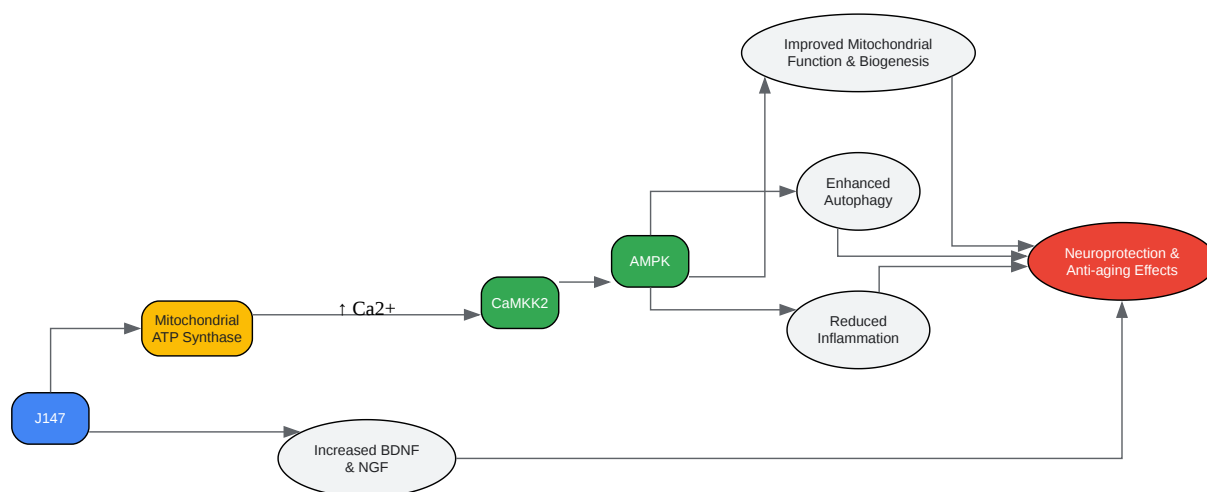 Improved Mitochondrial
Function & Biogenesis
Enhanced
Autophagy
AMPK
Neuroprotection &
Anti-aging Effects
CaMKK2
↑ Ca2+
Mitochondrial
ATP Synthase
Reduced
Inflammation
J147
Increased BDNF
& NGF